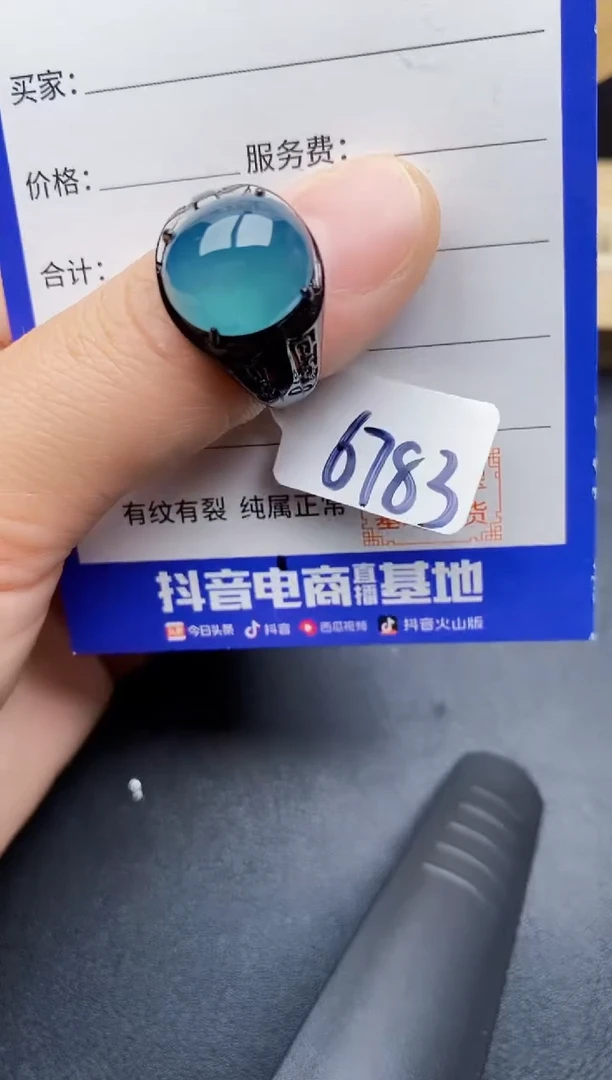 买家：
价格：
服务费：
合计：
6783
有纹有裂 纯属正常
货
抖音电商直播基地
今日头条 抖音 西瓜视频 抖音火山版